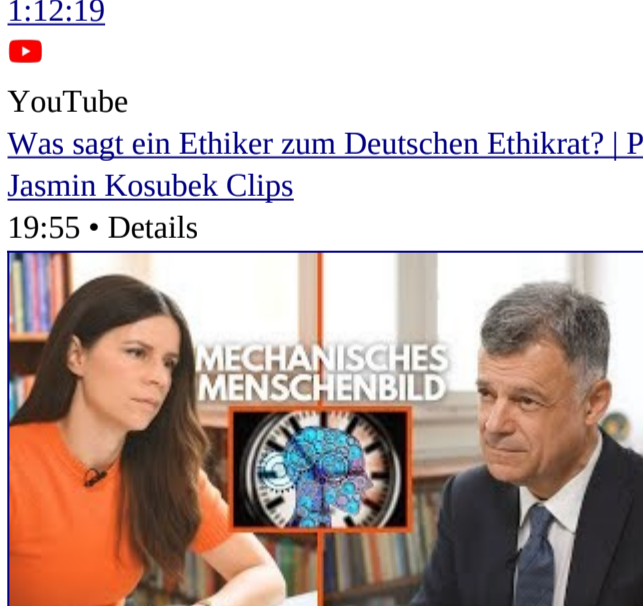 1:12:19
YouTube
Was sagt ein Ethiker zum Deutschen Ethikrat? | P
Jasmin Kosubek Clips
19:55 • Details
MECHANISCHES
MENSCHENBILD